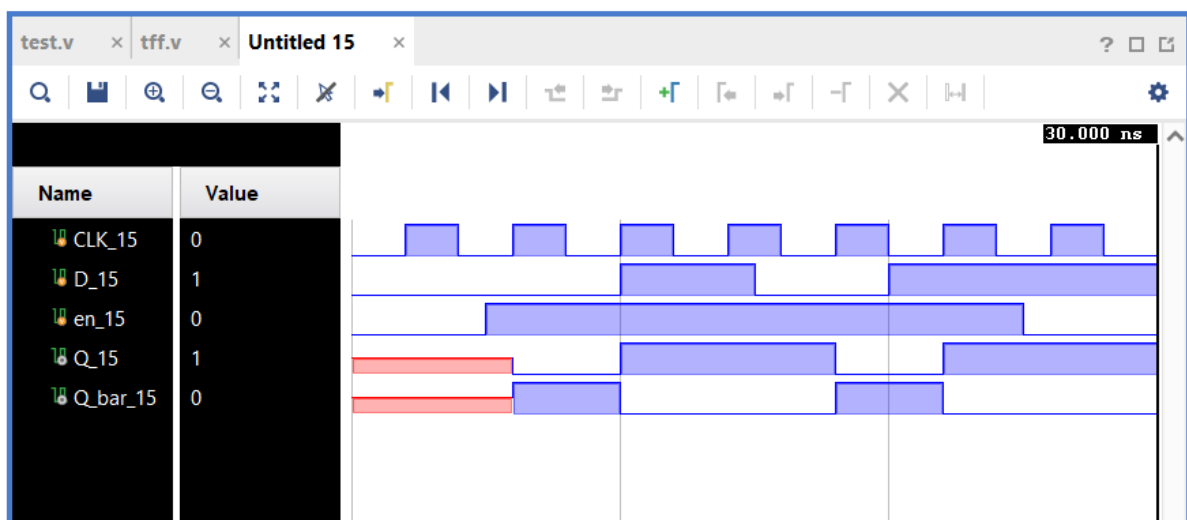 test.v × tff.v × Untitled 15 ×
30.000 ns
Name Value
CLK_15 0
D_15 1
en_15 0
Q_15 1
Q_bar_15 0